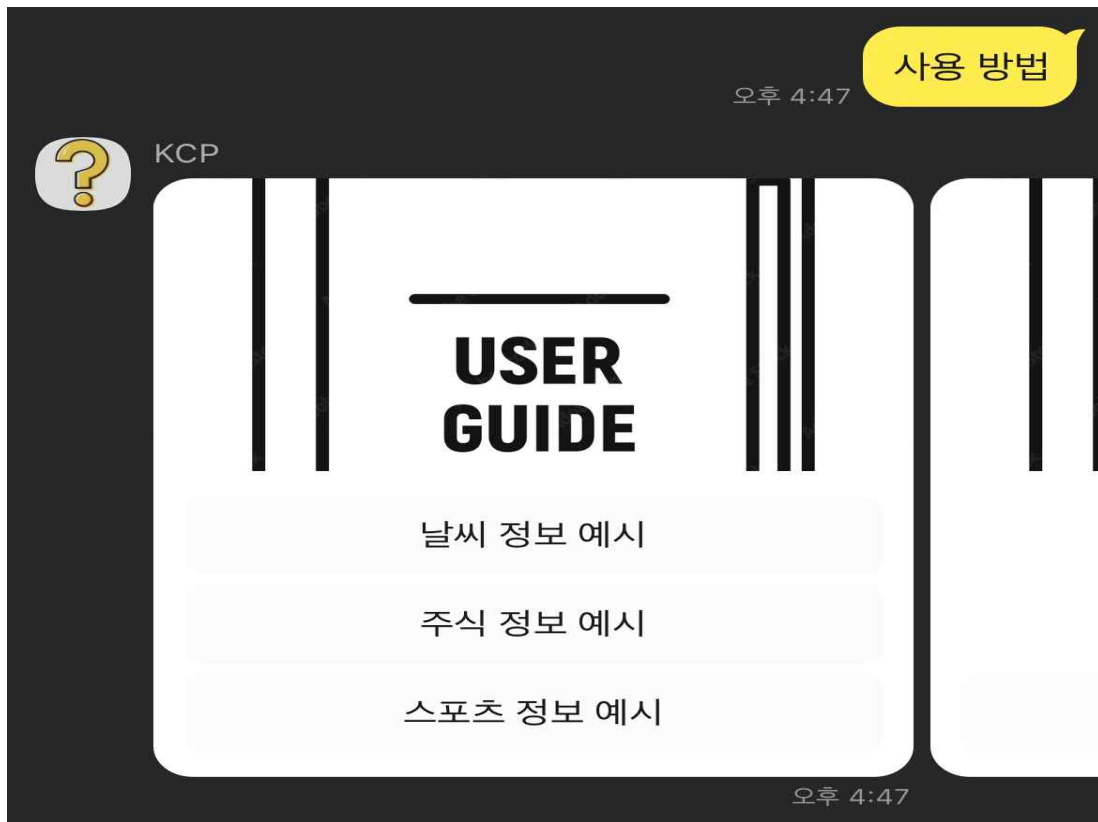 사용 방법
오후 4:47
KCP
USER
GUIDE
날씨 정보 예시
주식 정보 예시
스포츠 정보 예시
오후 4:47